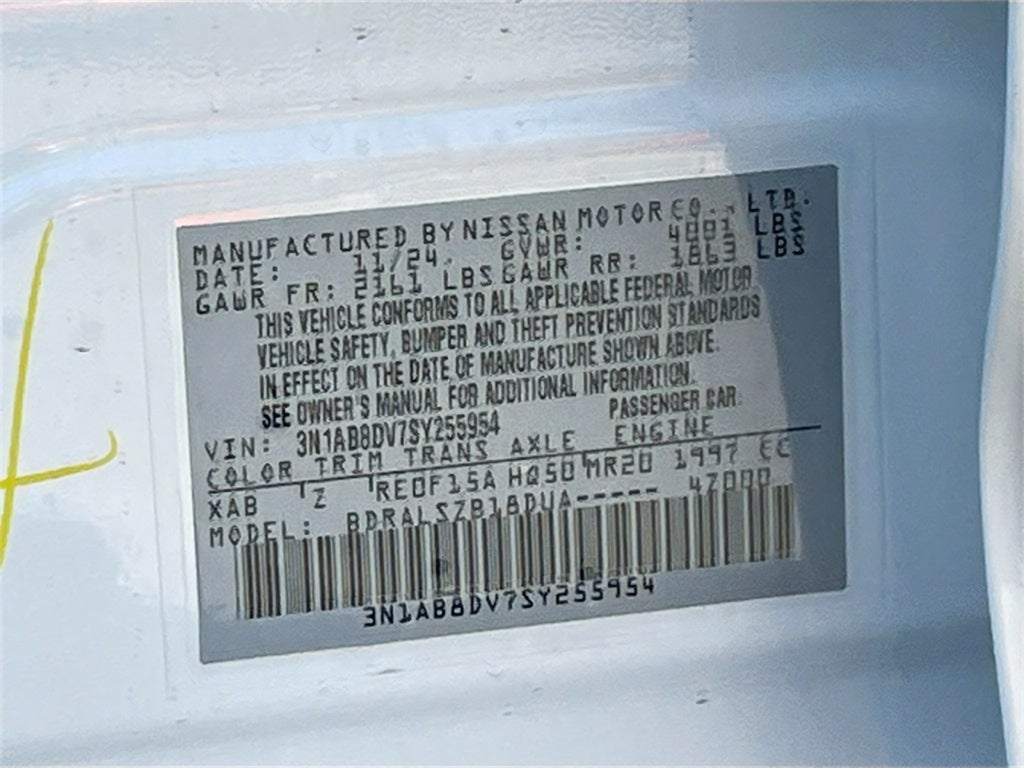 MANUFACTURED BY NISSAN MOTOR CO., LTD.
DATE: 11/24. GVWR: 4001 LBS
GAWR FR: 2161 LBS GAWR RR: 1863 LBS
THIS VEHICLE CONFORMS TO ALL APPLICABLE FEDERAL MOTOR
VEHICLE SAFETY, BUMPER AND THEFT PREVENTION STANDARDS
IN EFFECT ON THE DATE OF MANUFACTURE SHOWN ABOVE.
SEE OWNER'S MANUAL FOR ADDITIONAL INFORMATION.
VIN: 3N1AB8DV7SY255954 PASSENGER CAR
COLOR TRIM TRANS AXLE ENGINE
XAB Z RE0F15A HQ50 MR20 1997 CC
MODEL: BDRALSZB18DUA----- 47000
3N1AB8DV7SY255954